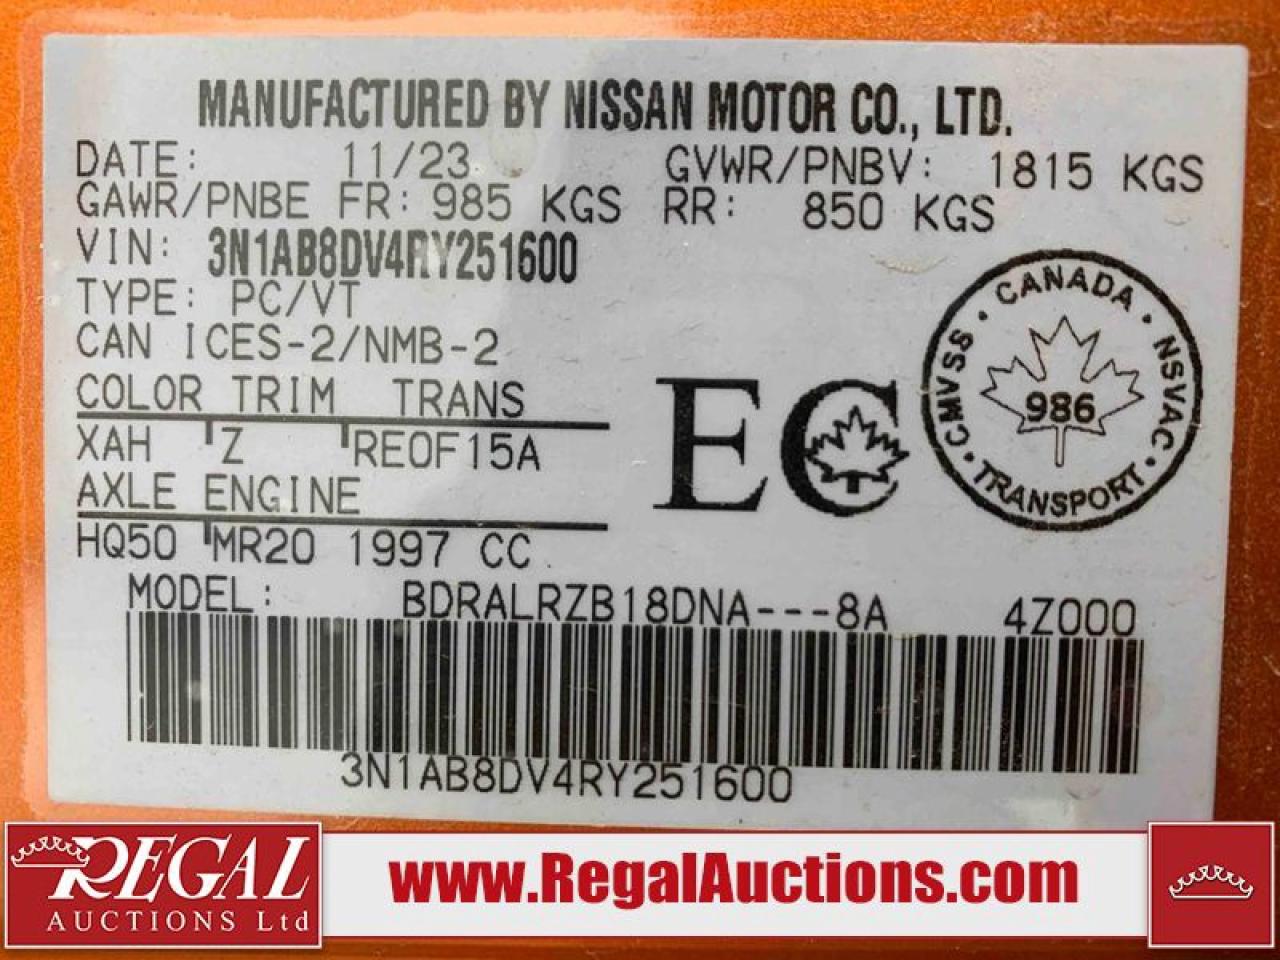 MANUFACTURED BY NISSAN MOTOR CO., LTD.
DATE: 11/23 GVWR/PNBV: 1815 KGS
GAWR/PNBE FR: 985 KGS RR: 850 KGS
VIN: 3N1AB8DV4RY251600
TYPE: PC/VT
CAN ICES-2/NMB-2
COLOR TRIM TRANS
XAH Z RE0F15A
AXLE ENGINE
HQ50 MR20 1997 CC
EC
CANADA
CMVSS · NSVAC
986
TRANSPORT
MODEL: BDRALRZB18DNA---8A 4Z000
3N1AB8DV4RY251600
REGAL
AUCTIONS Ltd
www.RegalAuctions.com